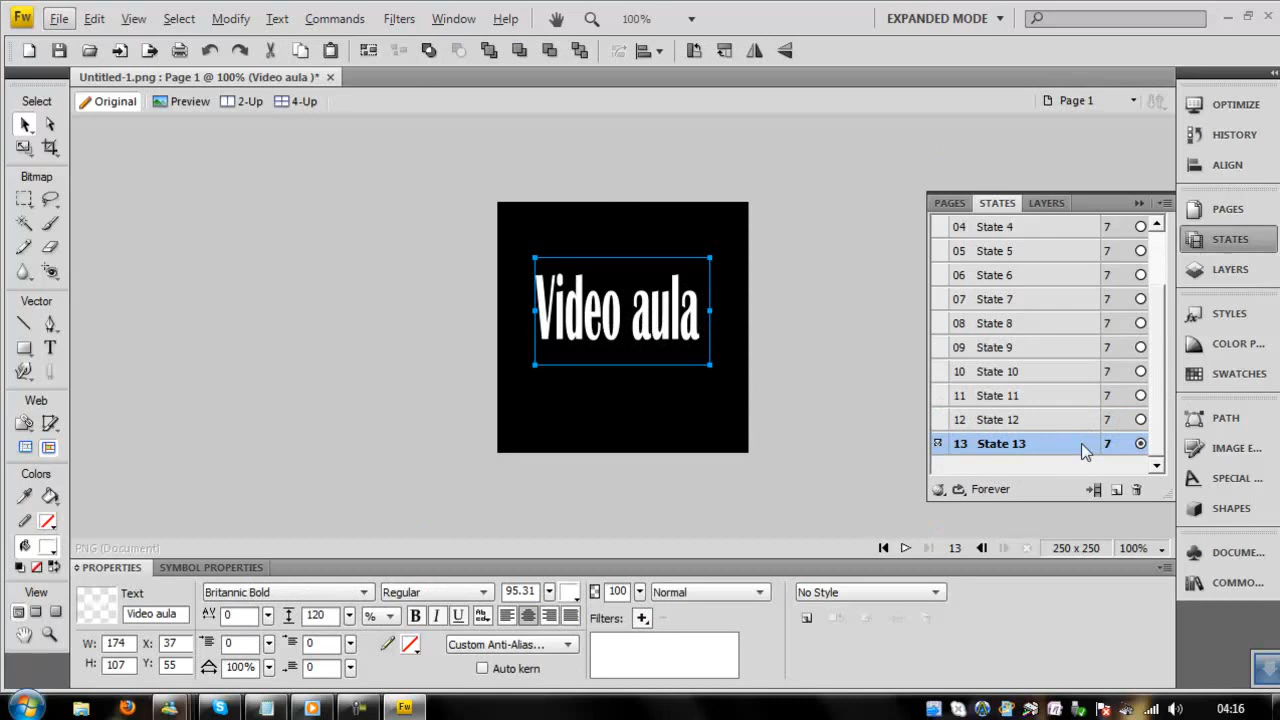 Fw File Edit View Select Modify Text Commands Filters Window Help 100% EXPANDED MODE
Untitled-1.png : Page 1 @ 100% (Video aula )*
Original Preview 2-Up 4-Up Page 1
Select
Bitmap
Vector
Web
Colors
View
Video aula
PAGES STATES LAYERS
04 State 4 7
05 State 5 7
06 State 6 7
07 State 7 7
08 State 8 7
09 State 9 7
10 State 10 7
11 State 11 7
12 State 12 7
13 State 13 7
Forever
OPTIMIZE
HISTORY
ALIGN
PAGES
STATES
LAYERS
STYLES
COLOR P...
SWATCHES
PATH
IMAGE E...
SPECIAL ...
SHAPES
DOCUME...
COMMO...
PNG (Document) 13 250 x 250 100%
PROPERTIES SYMBOL PROPERTIES
Text Britannic Bold Regular 95.31 100 Normal No Style
Video aula 0 120 % B I U Filters:
W: 174 X: 37 0 0 Custom Anti-Alias...
H: 107 Y: 55 100% 0 Auto kern
Fw 04:16